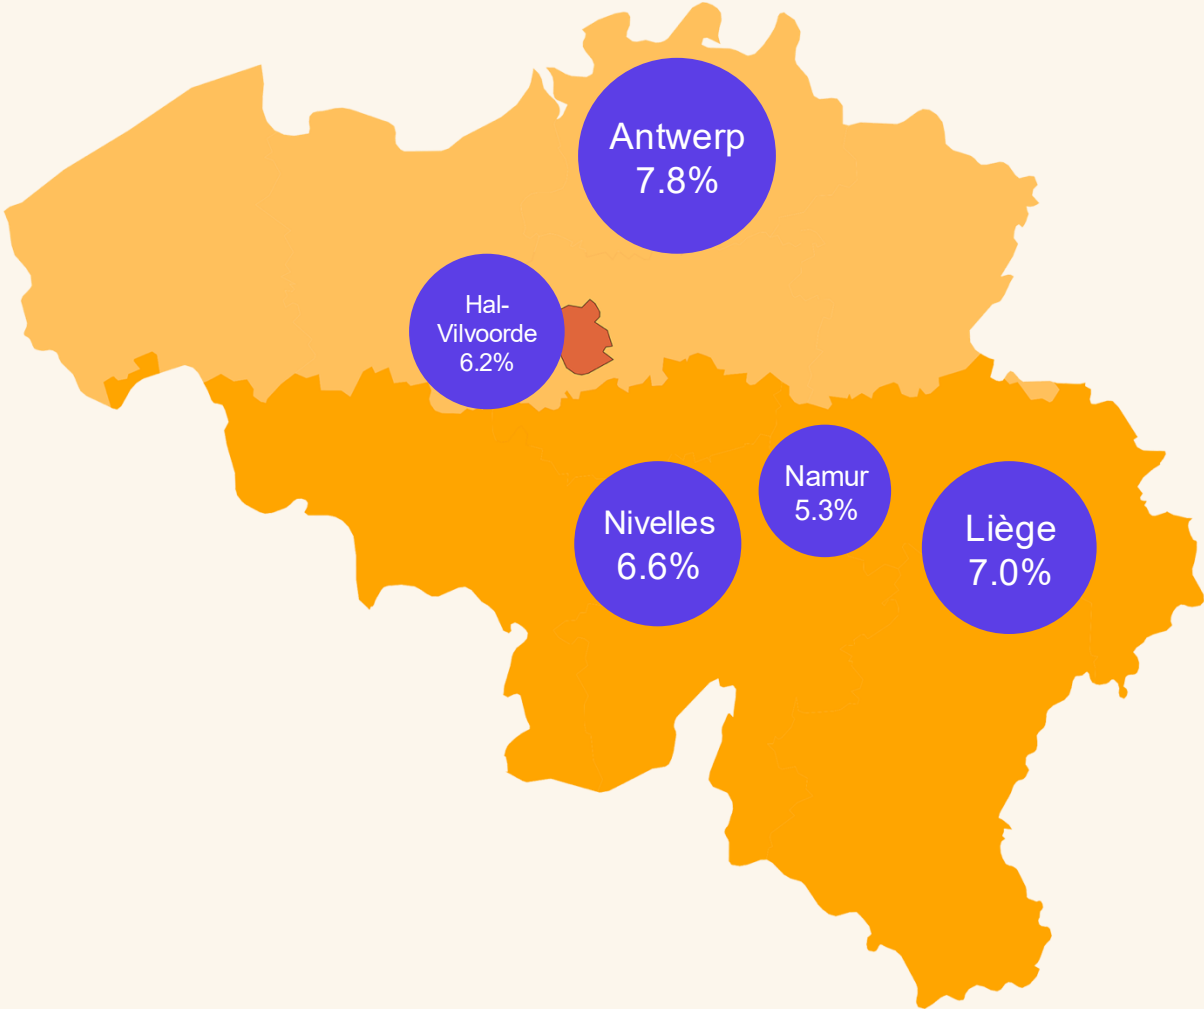 Antwerp
7.8%
Hal-
Vilvoorde
6.2%
Nivelles
6.6%
Namur
5.3%
Liège
7.0%